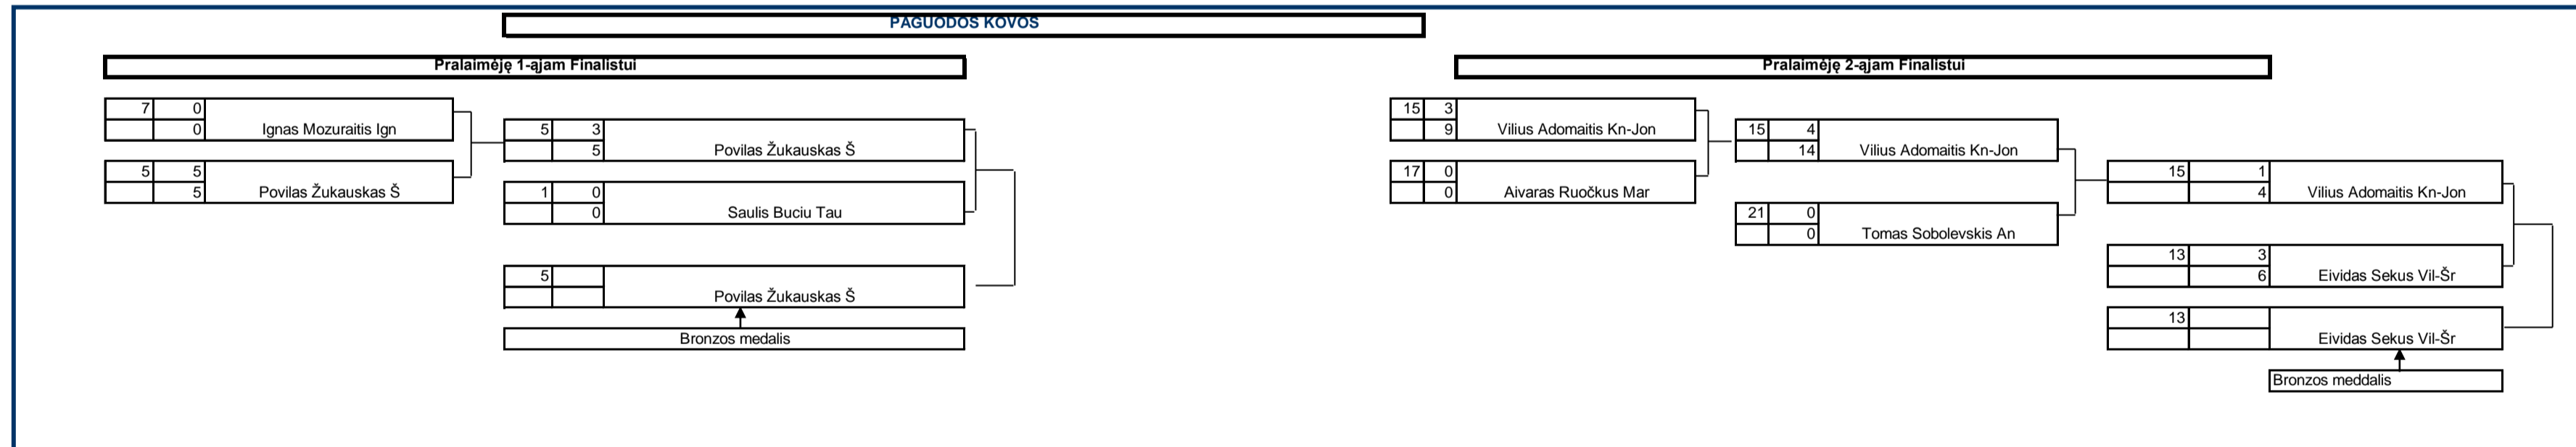 PAGUODOS KOVOS
Pralaimėję 1-ajam Finalistui
Pralaimėję 2-ajam Finalistui
7 0
0 Ignas Mozuraitis Ign
5 5
5 Povilas Žukauskas Š
5 3
5 Povilas Žukauskas Š
1 0
0 Saulis Buciu Tau
5
Povilas Žukauskas Š
Bronzos medalis
15 3
9 Vilius Adomaitis Kn-Jon
17 0
0 Aivaras Ruočkus Mar
15 4
14 Vilius Adomaitis Kn-Jon
21 0
0 Tomas Sobolevskis An
15 1
4 Vilius Adomaitis Kn-Jon
13 3
6 Eividas Sekus Vil-Šr
13
Eividas Sekus Vil-Šr
Bronzos meddalis